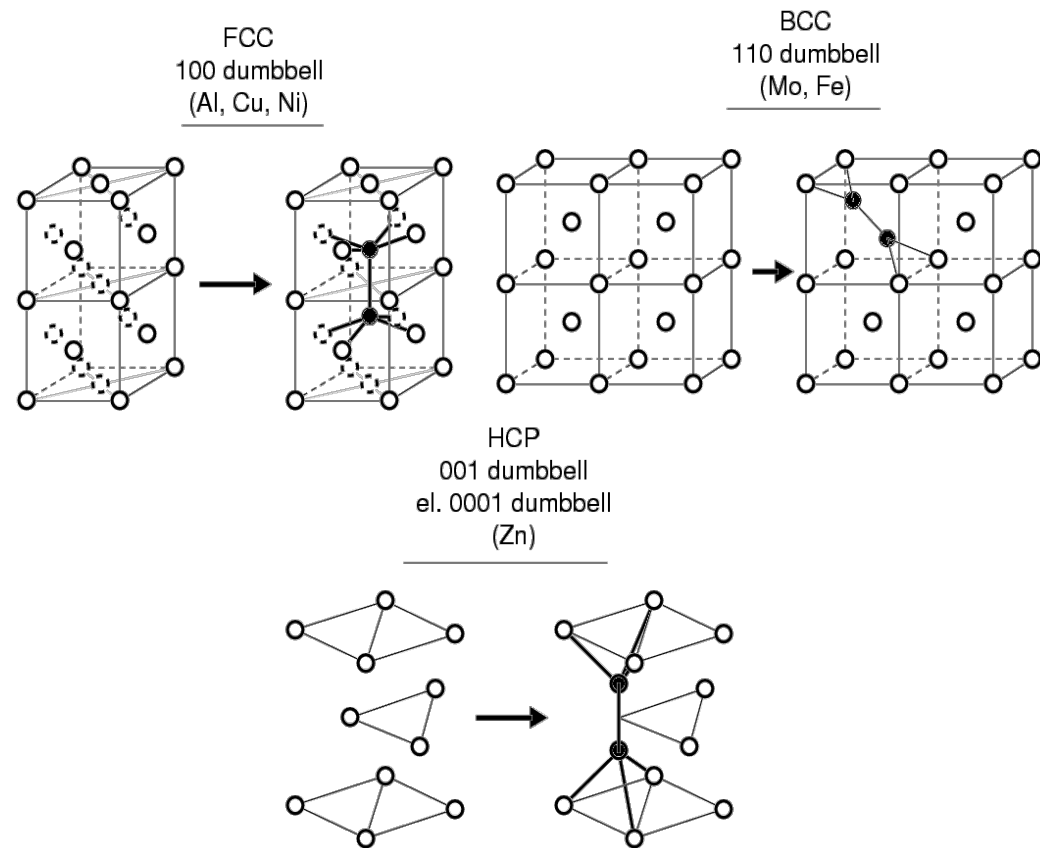 FCC
100 dumbbell
(Al, Cu, Ni)
BCC
110 dumbbell
(Mo, Fe)
HCP
001 dumbbell
el. 0001 dumbbell
(Zn)